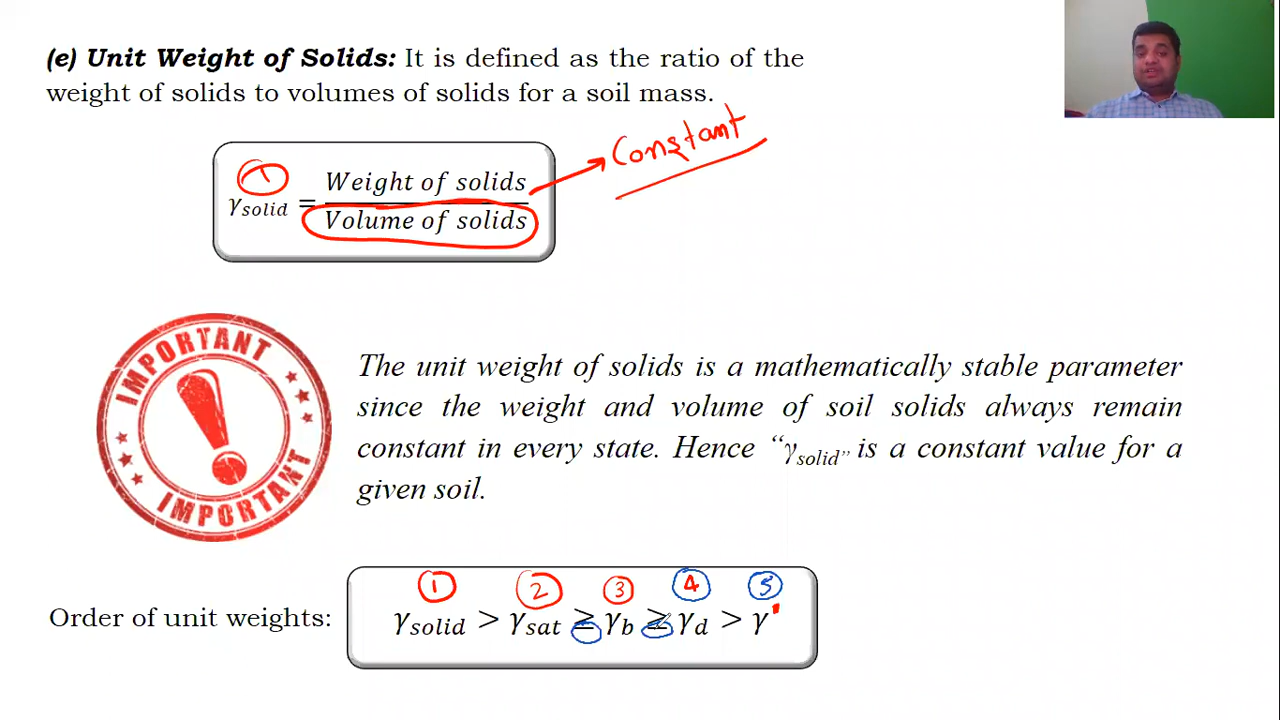 (e) Unit Weight of Solids: It is defined as the ratio of the
weight of solids to volumes of solids for a soil mass.
Constant
1
γsolid = Weight of solids
Volume of solids
IMPORTANT
IMPORTANT
The unit weight of solids is a mathematically stable parameter
since the weight and volume of soil solids always remain
constant in every state. Hence “γsolid” is a constant value for a
given soil.
1 2 3 4 5
Order of unit weights: γsolid > γsat ≥ γb ≥ γd > γ'